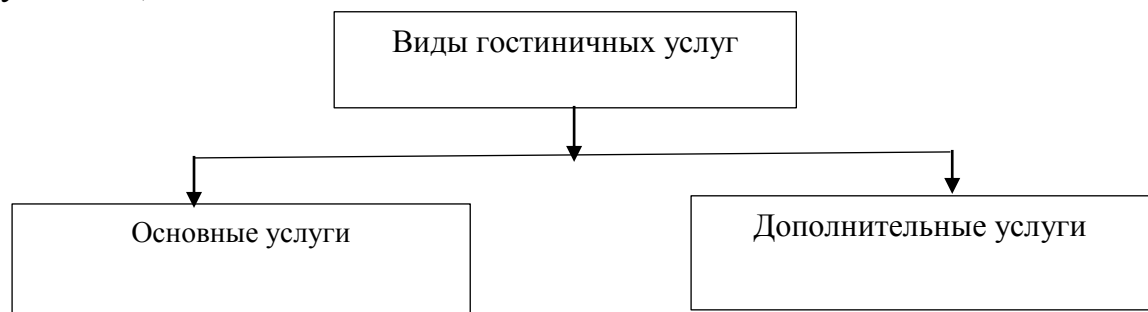 Виды гостиничных услуг
Основные услуги
Дополнительные услуги